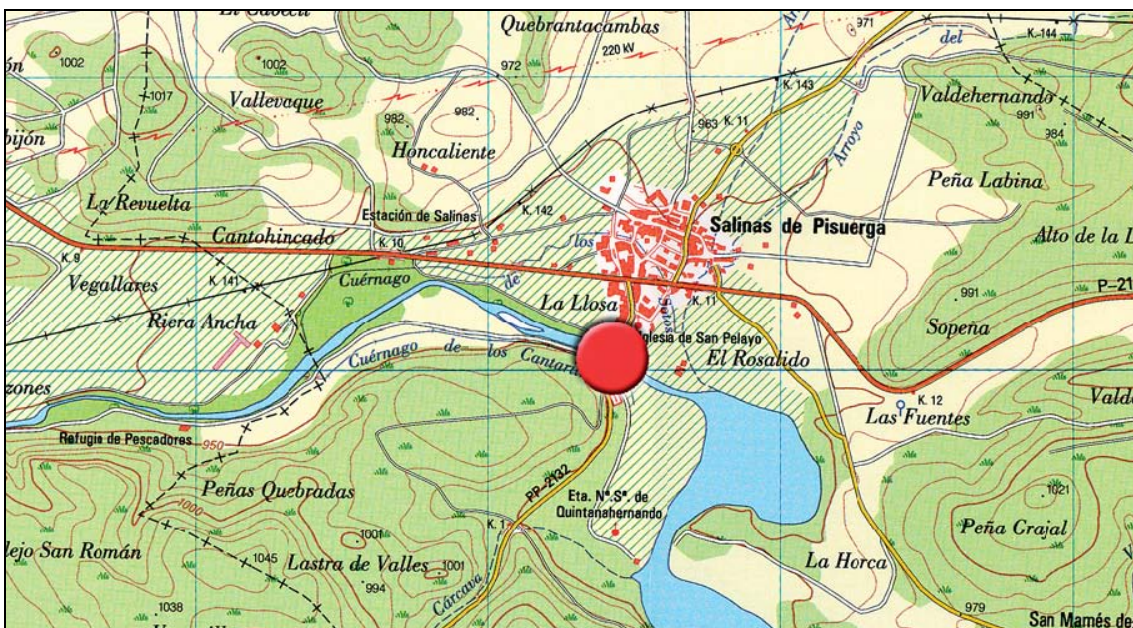 Quebrantacambas
971
del
K.-144
220 kV
1002
1002
972
1017
Vallevaque
K. 143
Valdehernando
991
984
982
982
963
K. 11
Arroyo
Honcaliente
Peña Labina
La Revuelta
Estación de Salinas
K. 142
Salinas de Pisuerga
Cantohincado
K. 10
los
Alto de la L
K. 9
Cuérnago
de
Vegallares
K. 141
La Llosa
K. 11
991
P-21
Riera Ancha
Iglesia de San Pelayo
Sopeña
Cuérnago de los Cantar
El Rosalido
K. 12
Las Fuentes
Refugio de Pescadores
950
PP-2132
Peñas Quebradas
1000
Eta. Nª.Sª. de
Quintanahernando
1021
K. 1
Peña Grajal
1001
lejo San Román
1045
Lastra de Valles
1001
La Horca
994
Cárcava
1038
979
San Mamés de